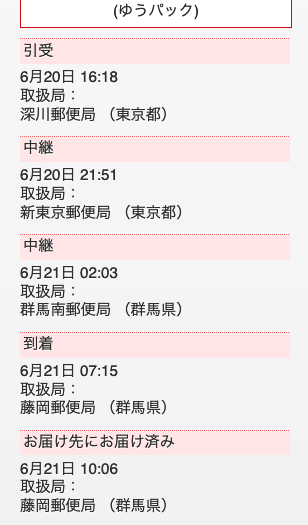 (ゆうパック)
引受
6月20日 16:18
取扱局：
深川郵便局 （東京都）
中継
6月20日 21:51
取扱局：
新東京郵便局 （東京都）
中継
6月21日 02:03
取扱局：
群馬南郵便局 （群馬県）
到着
6月21日 07:15
取扱局：
藤岡郵便局 （群馬県）
お届け先にお届け済み
6月21日 10:06
取扱局：
藤岡郵便局 （群馬県）